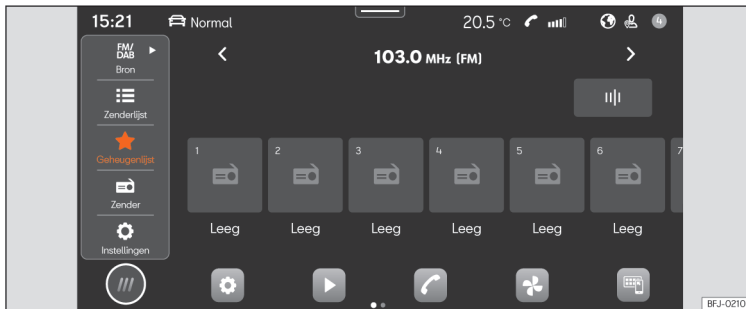 15:21 Normal 20.5 °C 4
FM/
DAB
Bron
103.0 MHz (FM)
Zenderlijst
Geheugenlijst
1 2 3 4 5 6 7
Zender
Leeg Leeg Leeg Leeg Leeg Leeg
Instellingen
BFJ-0210